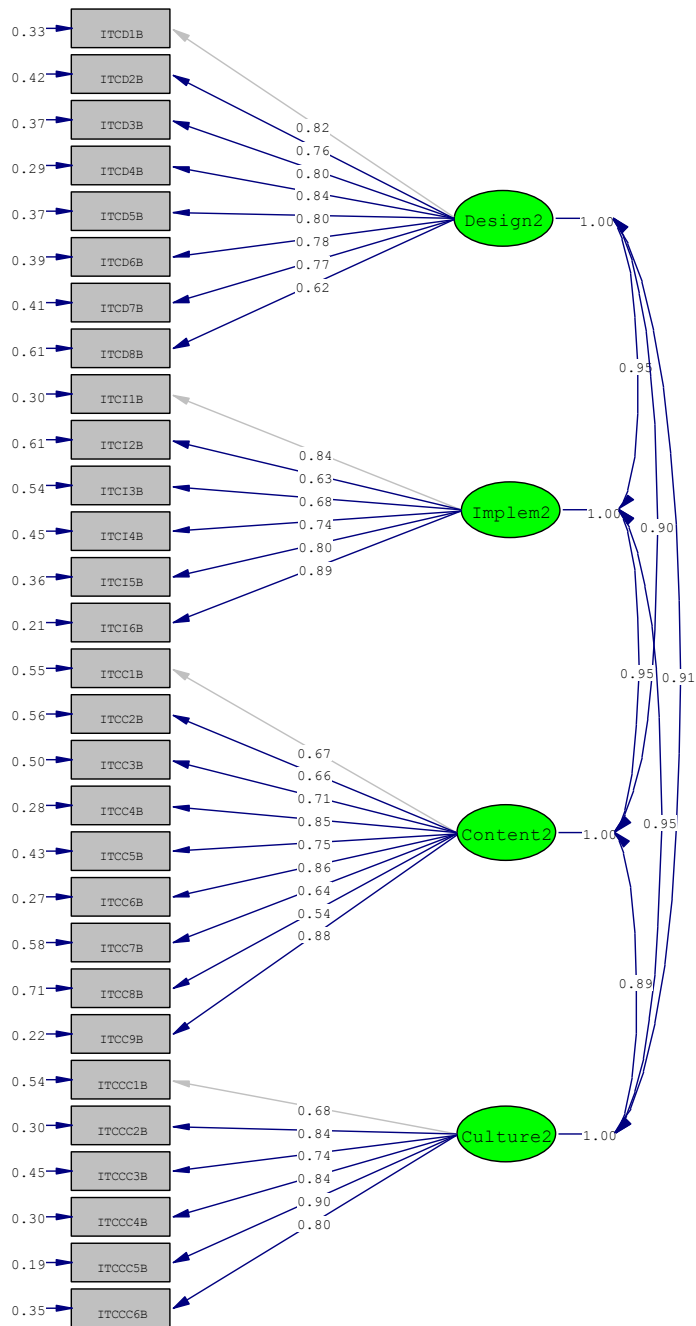 0.33 ITCD1B
0.42 ITCD2B
0.37 ITCD3B
0.29 ITCD4B
0.37 ITCD5B
0.39 ITCD6B
0.41 ITCD7B
0.61 ITCD8B
0.82
0.76
0.80
0.84
0.80
0.78
0.77
0.62
Design2 1.00
0.30 ITCI1B
0.61 ITCI2B
0.54 ITCI3B
0.45 ITCI4B
0.36 ITCI5B
0.21 ITCI6B
0.84
0.63
0.68
0.74
0.80
0.89
Implem2 1.00
0.55 ITCC1B
0.56 ITCC2B
0.50 ITCC3B
0.28 ITCC4B
0.43 ITCC5B
0.27 ITCC6B
0.58 ITCC7B
0.71 ITCC8B
0.22 ITCC9B
0.67
0.66
0.71
0.85
0.75
0.86
0.64
0.54
0.88
Content2 1.00
0.54 ITCCC1B
0.30 ITCCC2B
0.45 ITCCC3B
0.30 ITCCC4B
0.19 ITCCC5B
0.35 ITCCC6B
0.68
0.84
0.74
0.84
0.90
0.80
Culture2 1.00
0.95
0.90
0.95
0.91
0.95
0.89